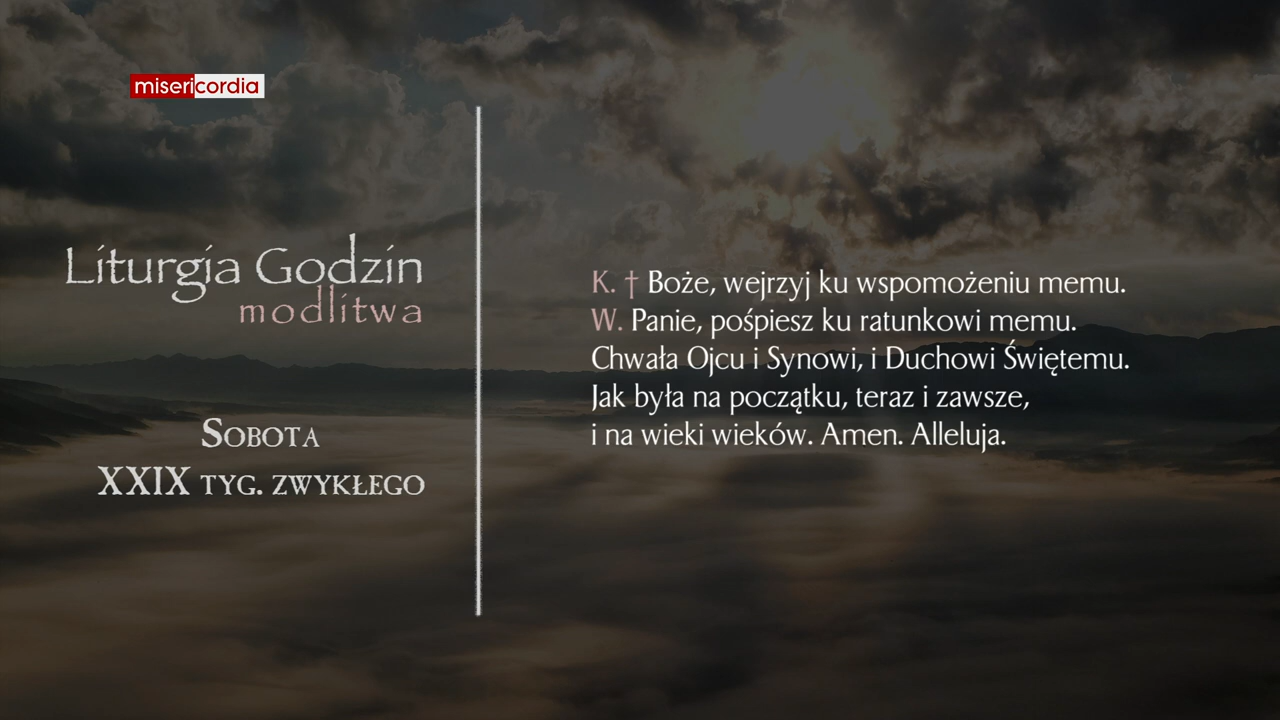 misericordia
Liturgia Godzin
modlitwa
Sobota
XXIX tyg. zwykłego
K. † Boże, wejrzyj ku wspomożeniu memu.
W. Panie, pośpiesz ku ratunkowi memu.
Chwała Ojcu i Synowi, i Duchowi Świętemu.
Jak była na początku, teraz i zawsze,
i na wieki wieków. Amen. Alleluja.